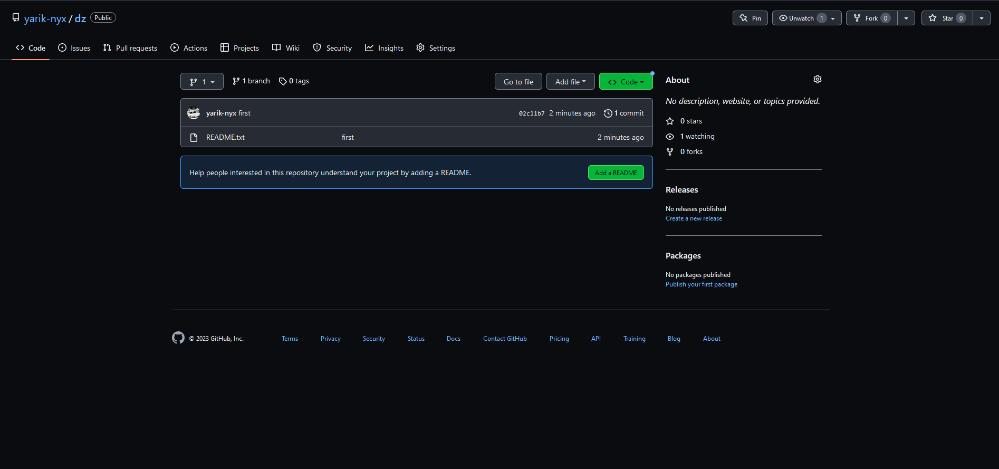 yarik-nyx / dz Public
Pin
Unwatch 1
Fork 0
Star 0
Code
Issues
Pull requests
Actions
Projects
Wiki
Security
Insights
Settings
1
1 branch
0 tags
Go to file
Add file
Code
yarik-nyx first
02c11b7 2 minutes ago
1 commit
README.txt
first
2 minutes ago
Help people interested in this repository understand your project by adding a README.
Add a README
About
No description, website, or topics provided.
0 stars
1 watching
0 forks
Releases
No releases published
Create a new release
Packages
No packages published
Publish your first package
© 2023 GitHub, Inc.
Terms
Privacy
Security
Status
Docs
Contact GitHub
Pricing
API
Training
Blog
About